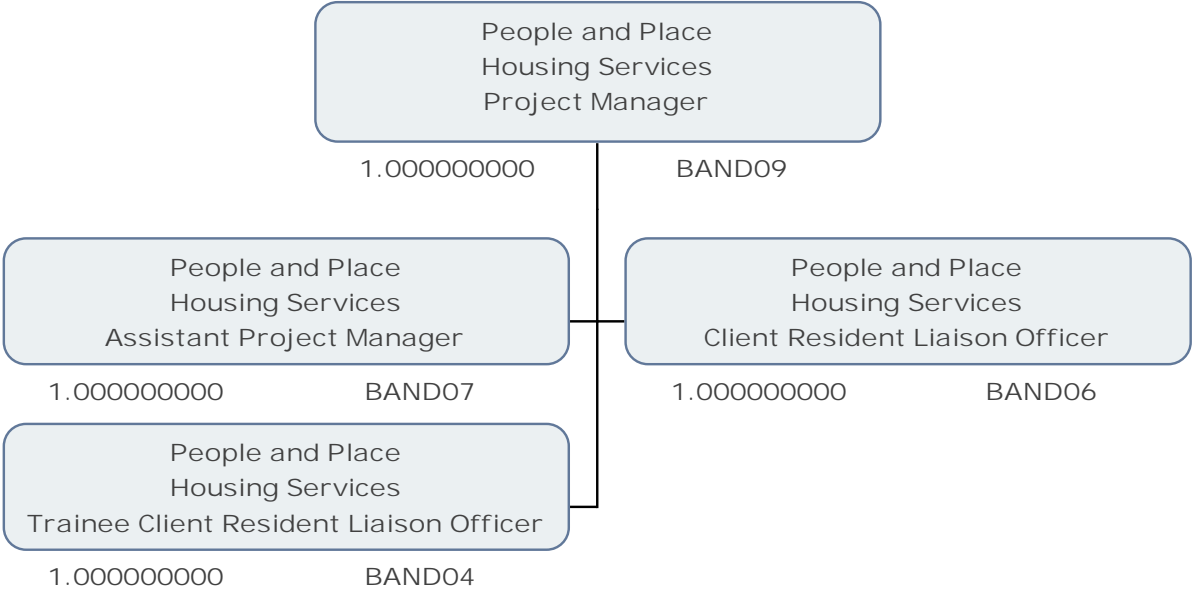 People and Place
Housing Services
Project Manager
1.000000000 BAND09
People and Place
Housing Services
Assistant Project Manager
1.000000000 BAND07
People and Place
Housing Services
Client Resident Liaison Officer
1.000000000 BAND06
People and Place
Housing Services
Trainee Client Resident Liaison Officer
1.000000000 BAND04